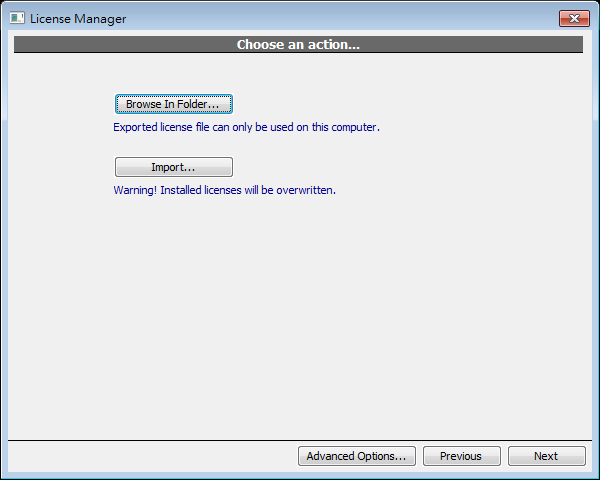 License Manager
Choose an action...
Browse In Folder...
Exported license file can only be used on this computer.
Import...
Warning! Installed licenses will be overwritten.
Advanced Options...
Previous
Next